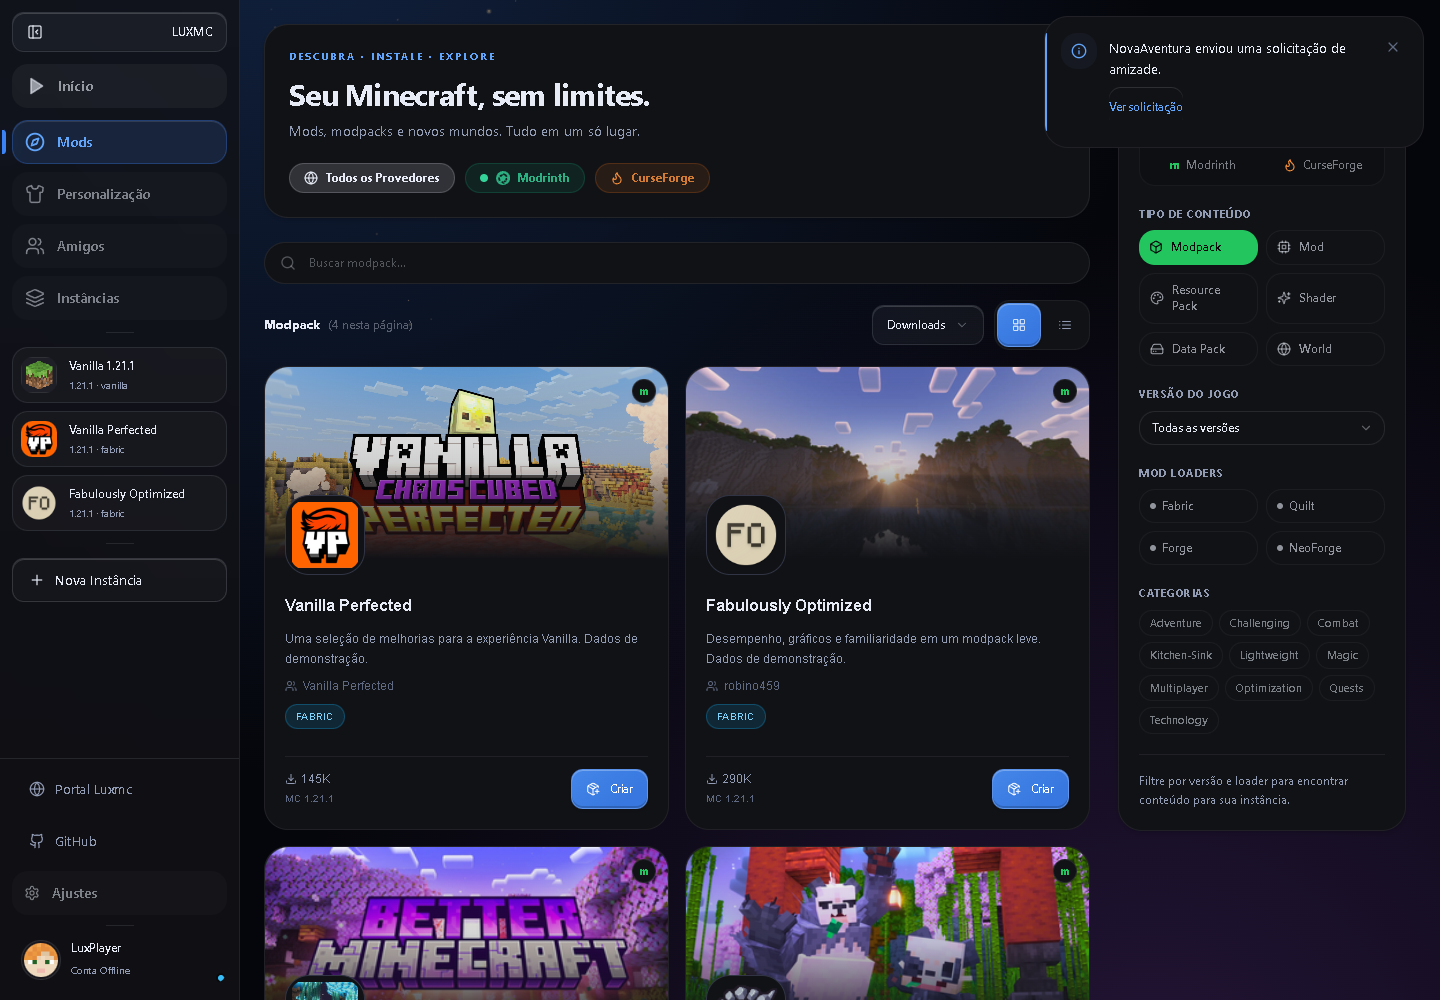 LUXMC
Início
Mods
Personalização
Amigos
Instâncias
Vanilla 1.21.1
1.21.1 · vanilla
VP
Vanilla Perfected
1.21.1 · fabric
FO
Fabulously Optimized
1.21.1 · fabric
Nova Instância
Portal Luxmc
GitHub
Ajustes
LuxPlayer
Conta Offline
DESCUBRA · INSTALE · EXPLORE
Seu Minecraft, sem limites.
Mods, modpacks e novos mundos. Tudo em um só lugar.
Todos os Provedores
Modrinth
CurseForge
Buscar modpack...
Modpack (4 nesta página)
Downloads
m
VANILLA
CHAOS CUBED
PERFECTED
VP
Vanilla Perfected
Uma seleção de melhorias para a experiência Vanilla. Dados de
demonstração.
Vanilla Perfected
FABRIC
145K
MC 1.21.1
Criar
m
FO
Fabulously Optimized
Desempenho, gráficos e familiaridade em um modpack leve.
Dados de demonstração.
robino459
FABRIC
290K
MC 1.21.1
Criar
m
BETTER
MINECRAFT
m
NovaAventura enviou uma solicitação de
amizade.
Ver solicitação
m Modrinth
CurseForge
TIPO DE CONTEÚDO
Modpack
Mod
Resource
Pack
Shader
Data Pack
World
VERSÃO DO JOGO
Todas as versões
MOD LOADERS
Fabric
Quilt
Forge
NeoForge
CATEGORIAS
Adventure
Challenging
Combat
Kitchen-Sink
Lightweight
Magic
Multiplayer
Optimization
Quests
Technology
Filtre por versão e loader para encontrar
conteúdo para sua instância.